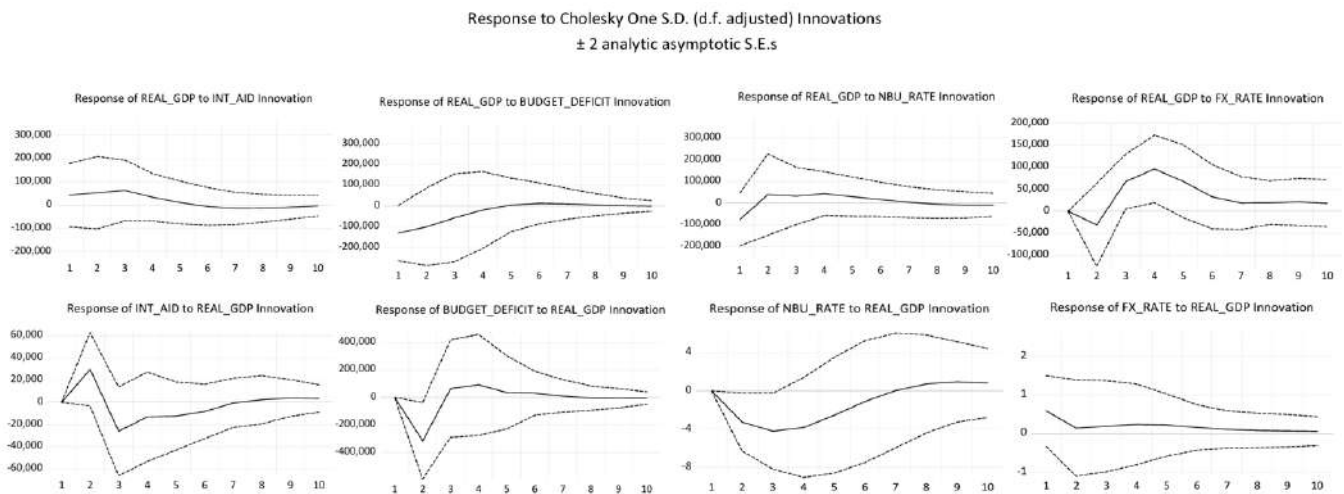 Response to Cholesky One S.D. (d.f. adjusted) Innovations
± 2 analytic asymptotic S.E.s
Response of REAL_GDP to INT_AID Innovation
300,000
200,000
100,000
0
-100,000
-200,000
1 2 3 4 5 6 7 8 9 10
Response of REAL_GDP to BUDGET_DEFICIT Innovation
300,000
200,000
100,000
0
-100,000
-200,000
1 2 3 4 5 6 7 8 9 10
Response of REAL_GDP to NBU_RATE Innovation
300,000
200,000
100,000
0
-100,000
-200,000
1 2 3 4 5 6 7 8 9 10
Response of REAL_GDP to FX_RATE Innovation
200,000
150,000
100,000
50,000
0
-50,000
-100,000
1 2 3 4 5 6 7 8 9 10
Response of INT_AID to REAL_GDP Innovation
60,000
40,000
20,000
0
-20,000
-40,000
-60,000
1 2 3 4 5 6 7 8 9 10
Response of BUDGET_DEFICIT to REAL_GDP Innovation
400,000
200,000
0
-200,000
-400,000
1 2 3 4 5 6 7 8 9 10
Response of NBU_RATE to REAL_GDP Innovation
4
0
-4
-8
1 2 3 4 5 6 7 8 9 10
Response of FX_RATE to REAL_GDP Innovation
2
1
0
-1
1 2 3 4 5 6 7 8 9 10